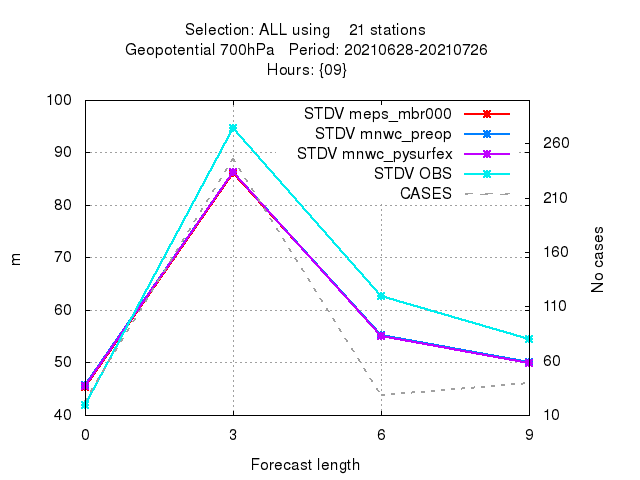 Selection: ALL using 21 stations
Geopotential 700hPa Period: 20210628-20210726
Hours: {09}
STDV meps_mbr000
STDV mnwc_preop
STDV mnwc_pysurfex
STDV OBS
CASES
100
90
80
70
60
50
40
m
260
210
160
110
60
10
No cases
0 3 6 9
Forecast length